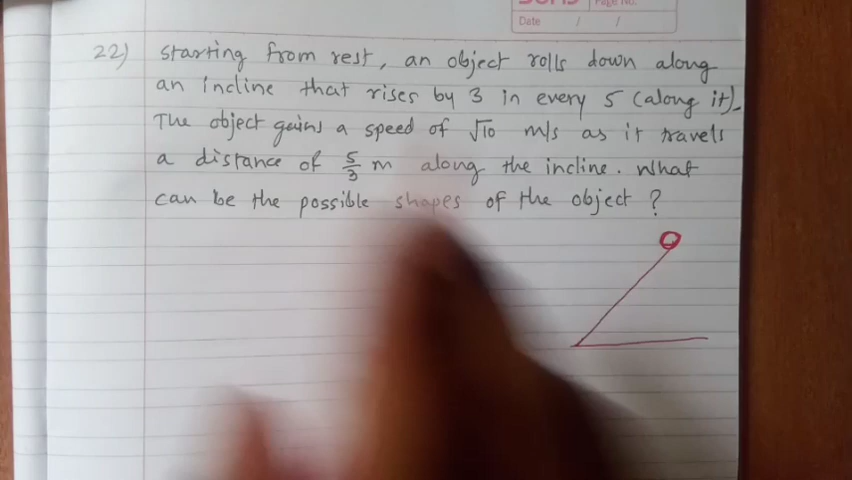 Page No.
Date / /
22) Starting from rest, an object rolls down along
an incline that rises by 3 in every 5 (along it).
The object gains a speed of √10 m/s as it travels
a distance of 5/3 m along the incline. What
can be the possible shapes of the object ?